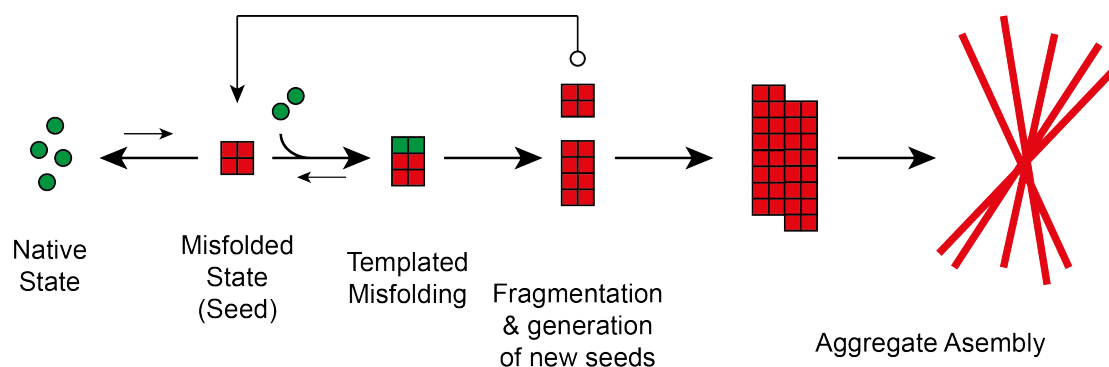 Native
State
Misfolded
State
(Seed)
Templated
Misfolding
Fragmentation
& generation
of new seeds
Aggregate Asembly